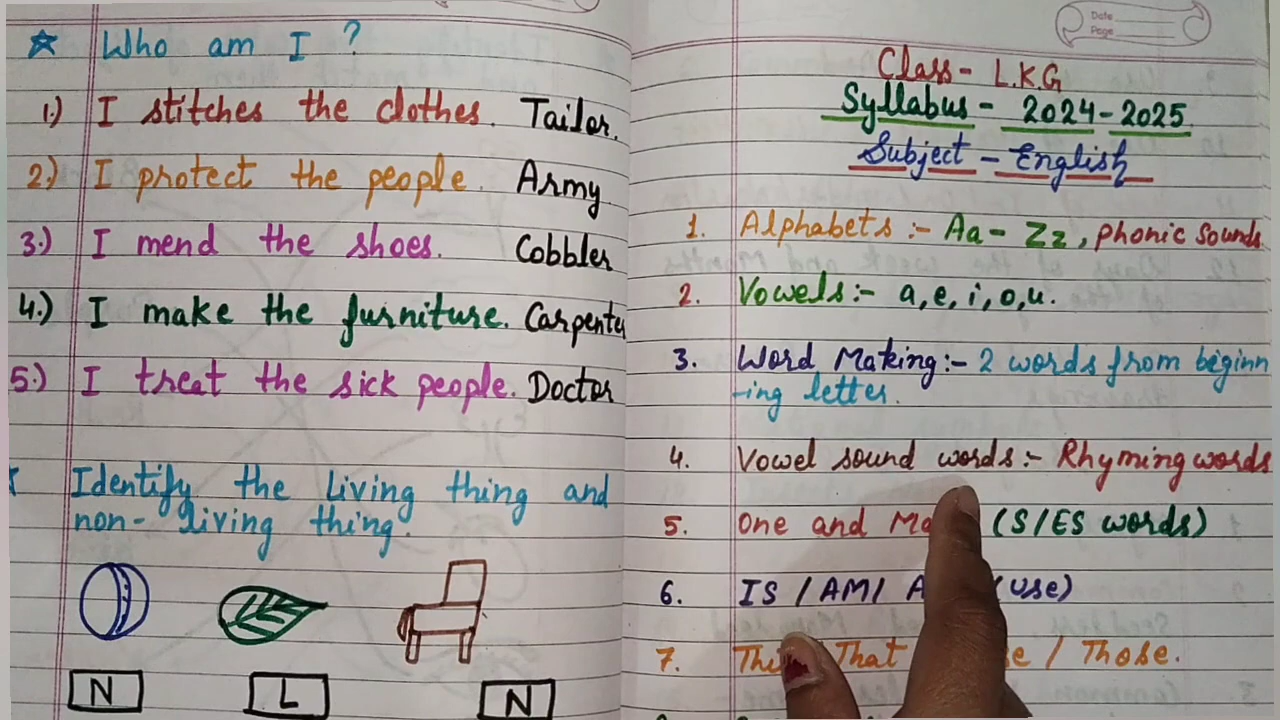 ☆ Who am I ?
1.) I stitches the clothes. Tailor.
2) I protect the people. Army
3.) I mend the shoes. Cobbler
4.) I make the furniture. Carpente
5.) I treat the sick people. Doctor
Identify the living thing and
non- living thing.
N L N
Date
Page
Class - L.K.G
Syllabus - 2024-2025
Subject - English
1. Alphabets :- Aa - Zz, phonic sounds
2. Vowels:- a, e, i, o, u.
3. Word Making:- 2 words from beginn
-ing letter.
4. Vowel sound words:- Rhyming words
5. One and Ma (S/ES words)
6. IS / AM / A (use)
7. Thi That se / Those.